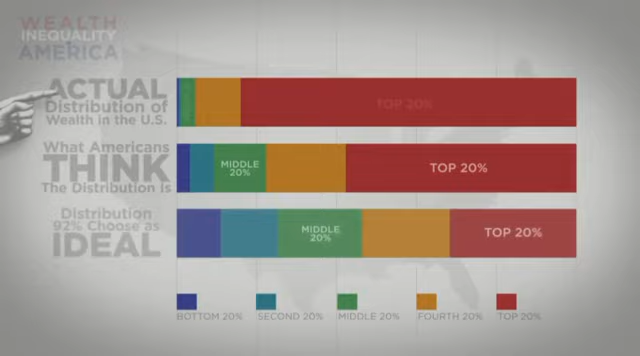 WEALTH
INEQUALITY
in
AMERICA
ACTUAL
Distribution of
Wealth in the U.S.
TOP 20%
What Americans
THINK
The Distribution Is
MIDDLE
20%
TOP 20%
Distribution
92% Choose as
IDEAL
MIDDLE
20%
TOP 20%
BOTTOM 20%
SECOND 20%
MIDDLE 20%
FOURTH 20%
TOP 20%